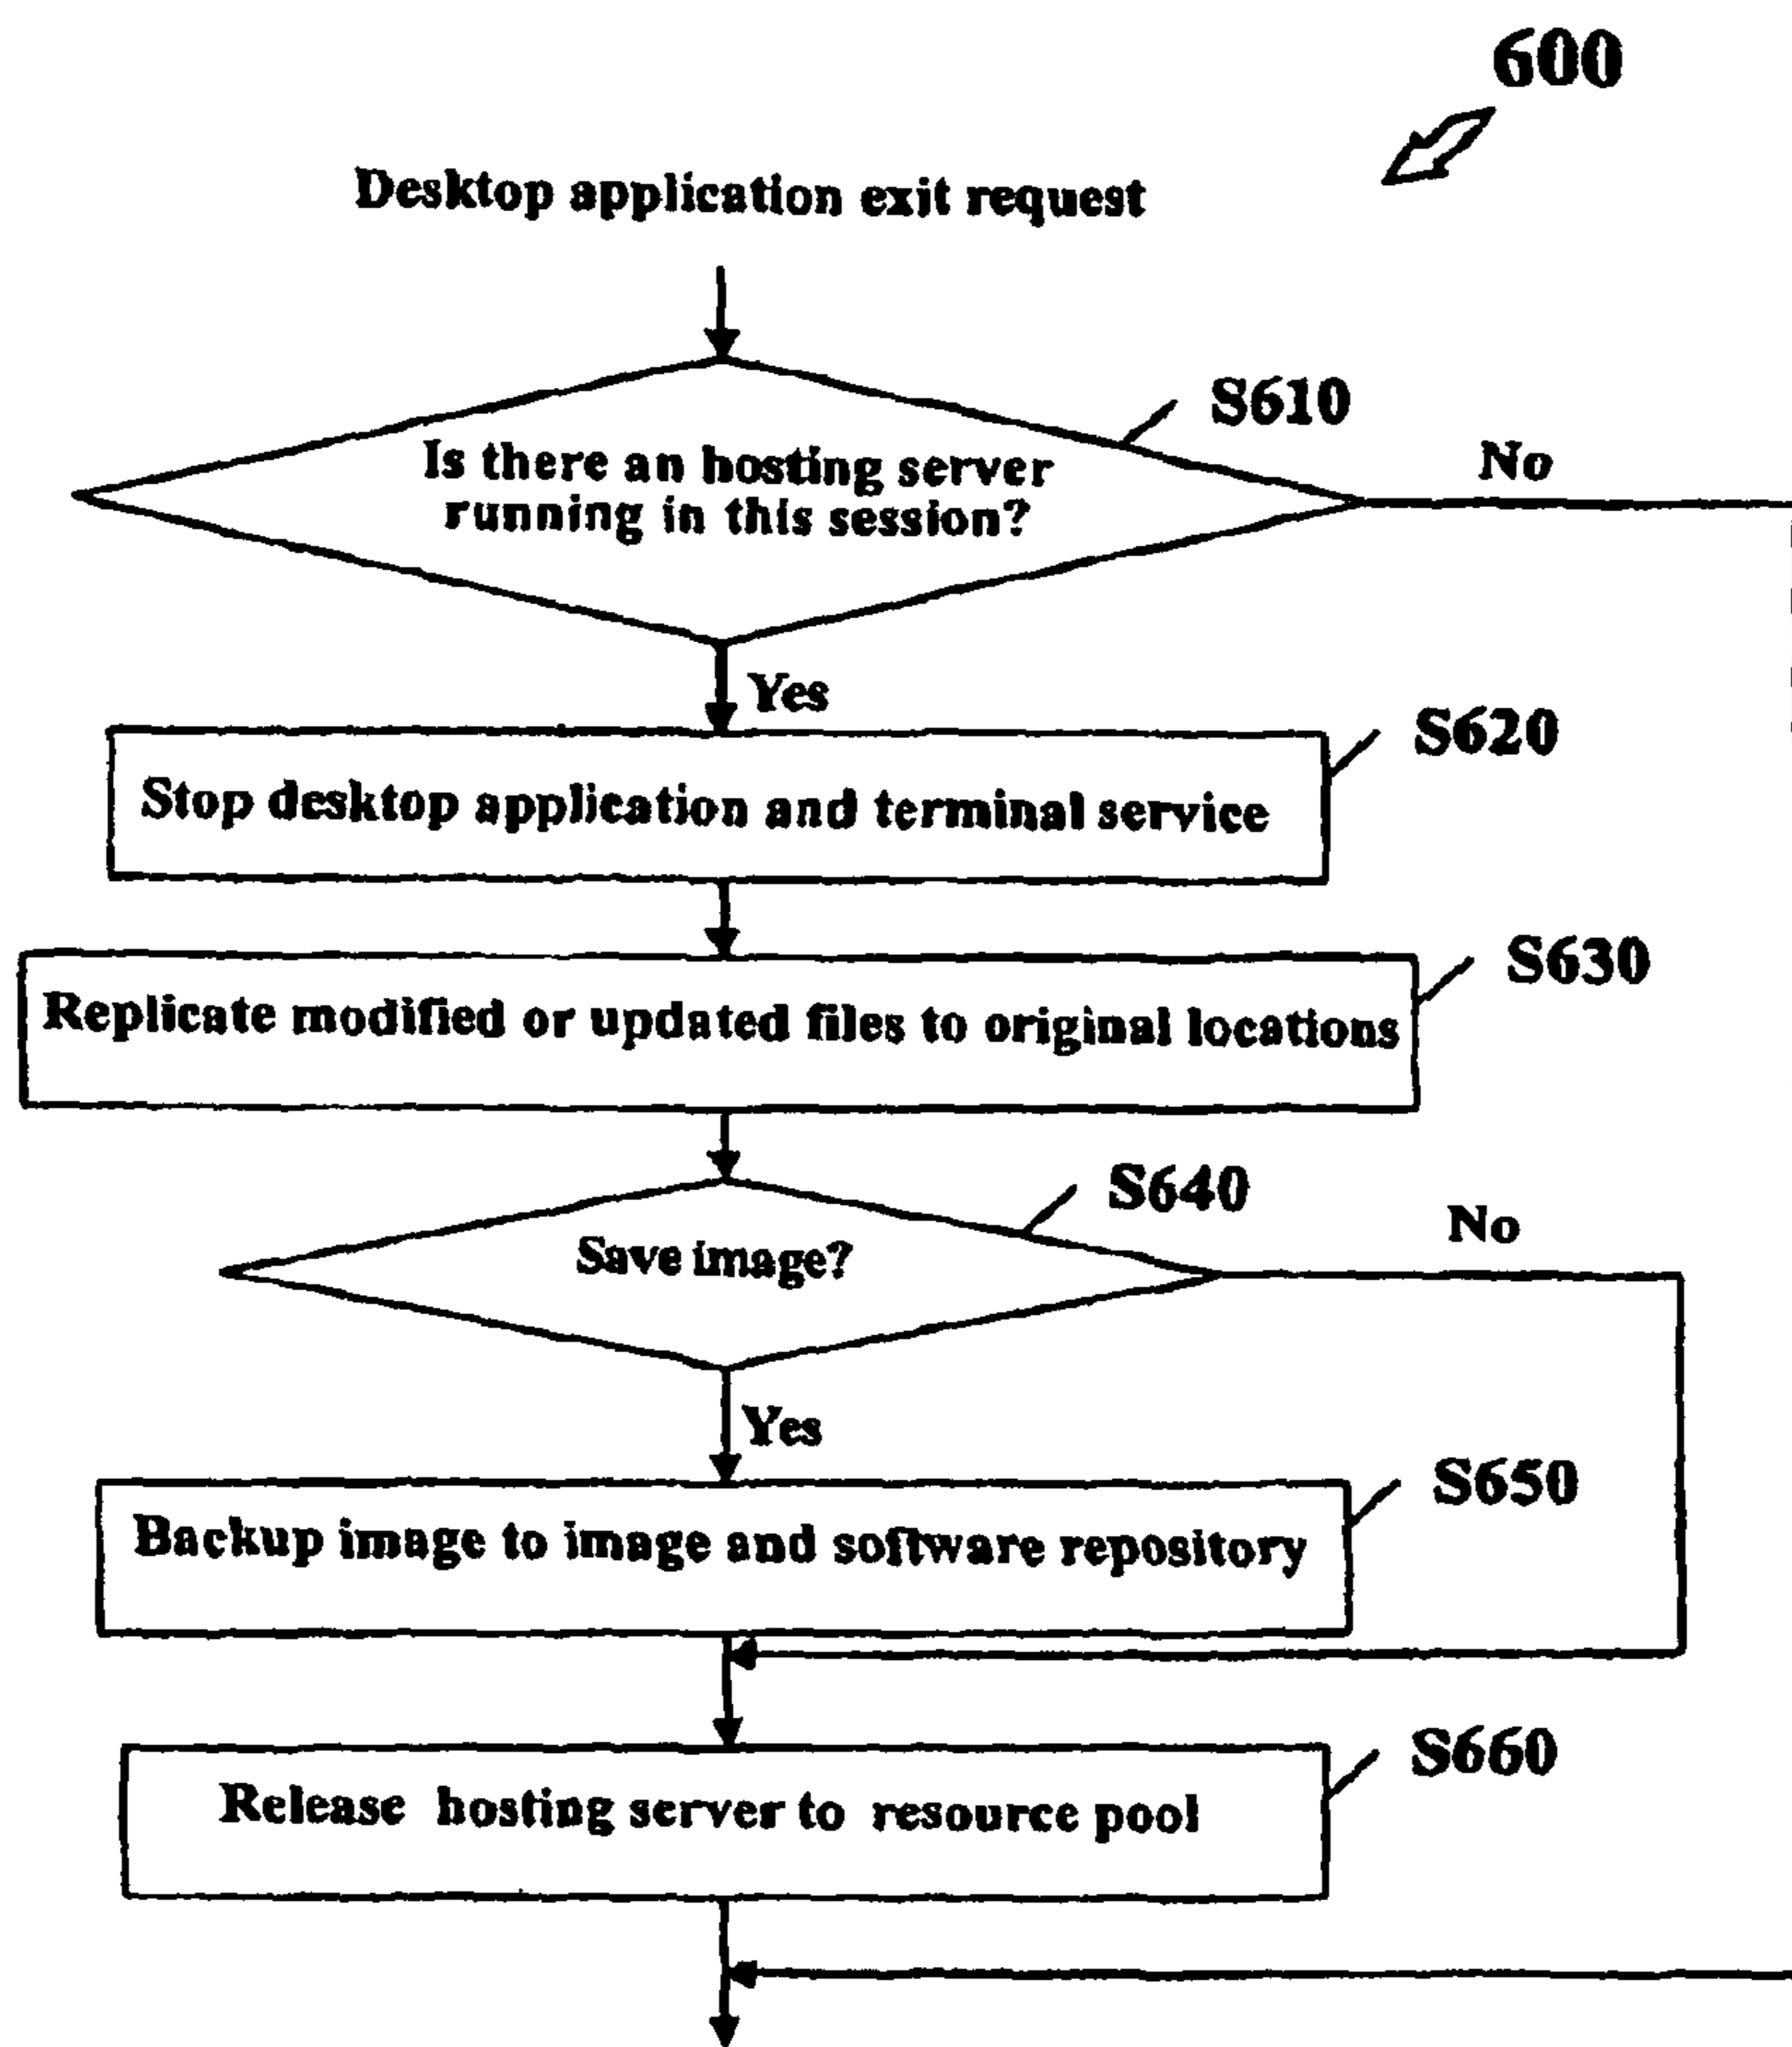 600
Desktop application exit request
S610
Is there an hosting server
running in this session?
No
Yes
S620
Stop desktop application and terminal service
S630
Replicate modified or updated files to original locations
S640
Save image?
No
Yes
S650
Backup image to image and software repository
S660
Release hosting server to resource pool